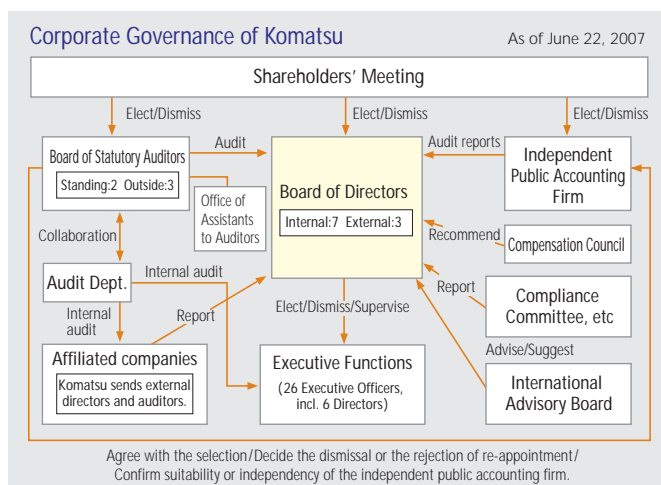 Corporate Governance of Komatsu
As of June 22, 2007
Shareholders' Meeting
Elect/Dismiss
Elect/Dismiss
Elect/Dismiss
Board of Statutory Auditors
Standing:2 Outside:3
Audit
Board of Directors
Internal:7 External:3
Audit reports
Independent
Public Accounting
Firm
Office of
Assistants
to Auditors
Collaboration
Recommend
Compensation Council
Audit Dept.
Internal audit
Report
Compliance
Committee, etc
Internal
audit
Report
Elect/Dismiss/Supervise
Advise/Suggest
Affiliated companies
Komatsu sends external
directors and auditors.
Executive Functions
(26 Executive Officers,
incl. 6 Directors)
International
Advisory Board
Agree with the selection/Decide the dismissal or the rejection of re-appointment/
Confirm suitability or independency of the independent public accounting firm.